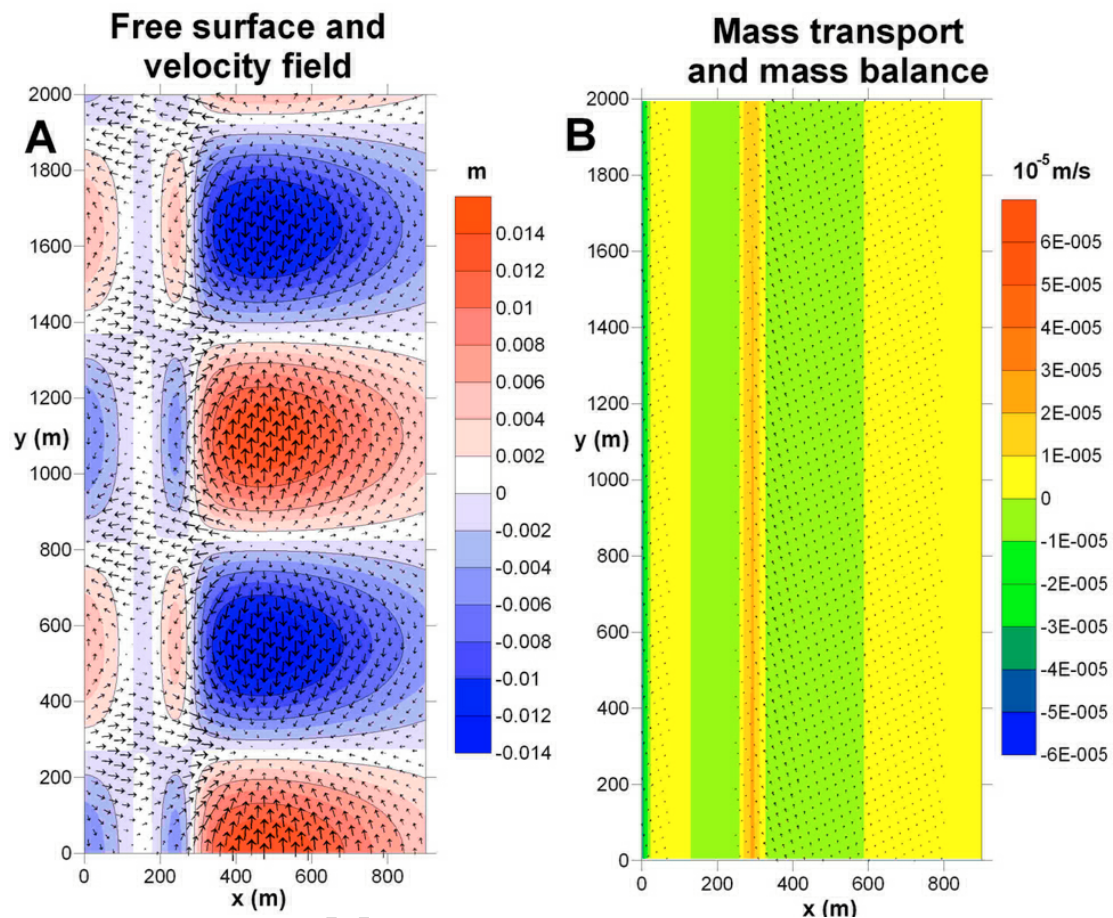 Free surface and
velocity field
A
2000
1800
1600
1400
1200
y (m)
1000
800
600
400
200
0
0 200 400 600 800
x (m)
m
0.014
0.012
0.01
0.008
0.006
0.004
0.002
0
-0.002
-0.004
-0.006
-0.008
-0.01
-0.012
-0.014
Mass transport
and mass balance
B
2000
1800
1600
1400
1200
y (m)
1000
800
600
400
200
0
0 200 400 600 800
x (m)
10⁻⁵ m/s
6E-005
5E-005
4E-005
3E-005
2E-005
1E-005
0
-1E-005
-2E-005
-3E-005
-4E-005
-5E-005
-6E-005